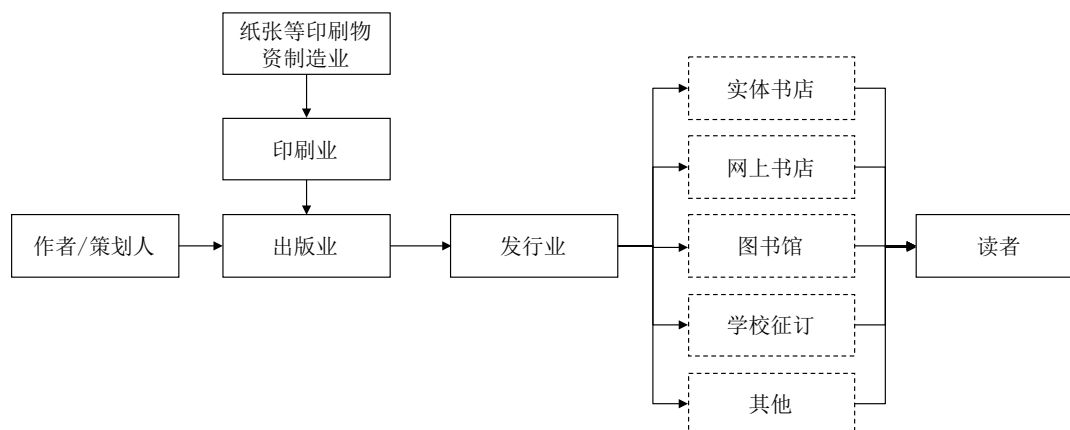 纸张等印刷物
资制造业
印刷业
作者/策划人
出版业
发行业
实体书店
网上书店
图书馆
学校征订
其他
读者